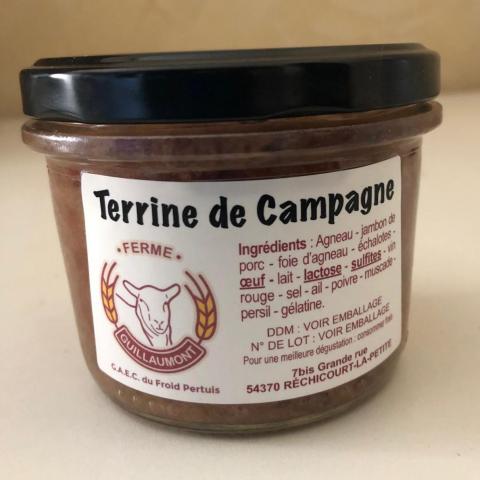 Terrine de Campagne
FERME
GUILLAUMONT
G.A.E.C. du Froid Pertuis
Ingrédients : Agneau - jambon de
porc - foie d'agneau - échalotes -
œuf - lait - lactose - sulfites - vin
rouge - sel - ail - poivre - muscade -
persil - gélatine.
DDM : VOIR EMBALLAGE
N° DE LOT : VOIR EMBALLAGE
Pour une meilleure dégustation : consommer frais
7bis Grande rue
54370 RÉCHICOURT-LA-PETITE